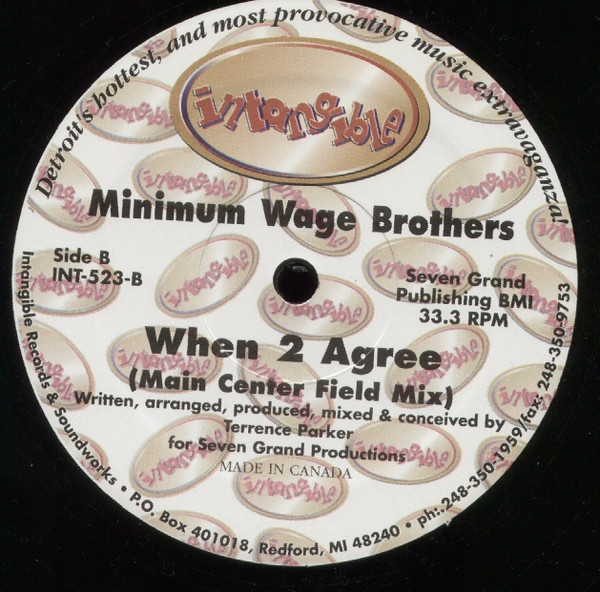 Detroit's hottest, and most provocative music extravaganza!
intangible
Minimum Wage Brothers
Side B
INT-523-B
Seven Grand
Publishing BMI
33.3 RPM
When 2 Agree
(Main Center Field Mix)
Written, arranged, produced, mixed & conceived by
Terrence Parker
for Seven Grand Productions
MADE IN CANADA
Intangible Records & Soundworks • P.O. Box 401018, Redford, MI 48240 • ph:.248-350-1959/fax: 248-350-9753